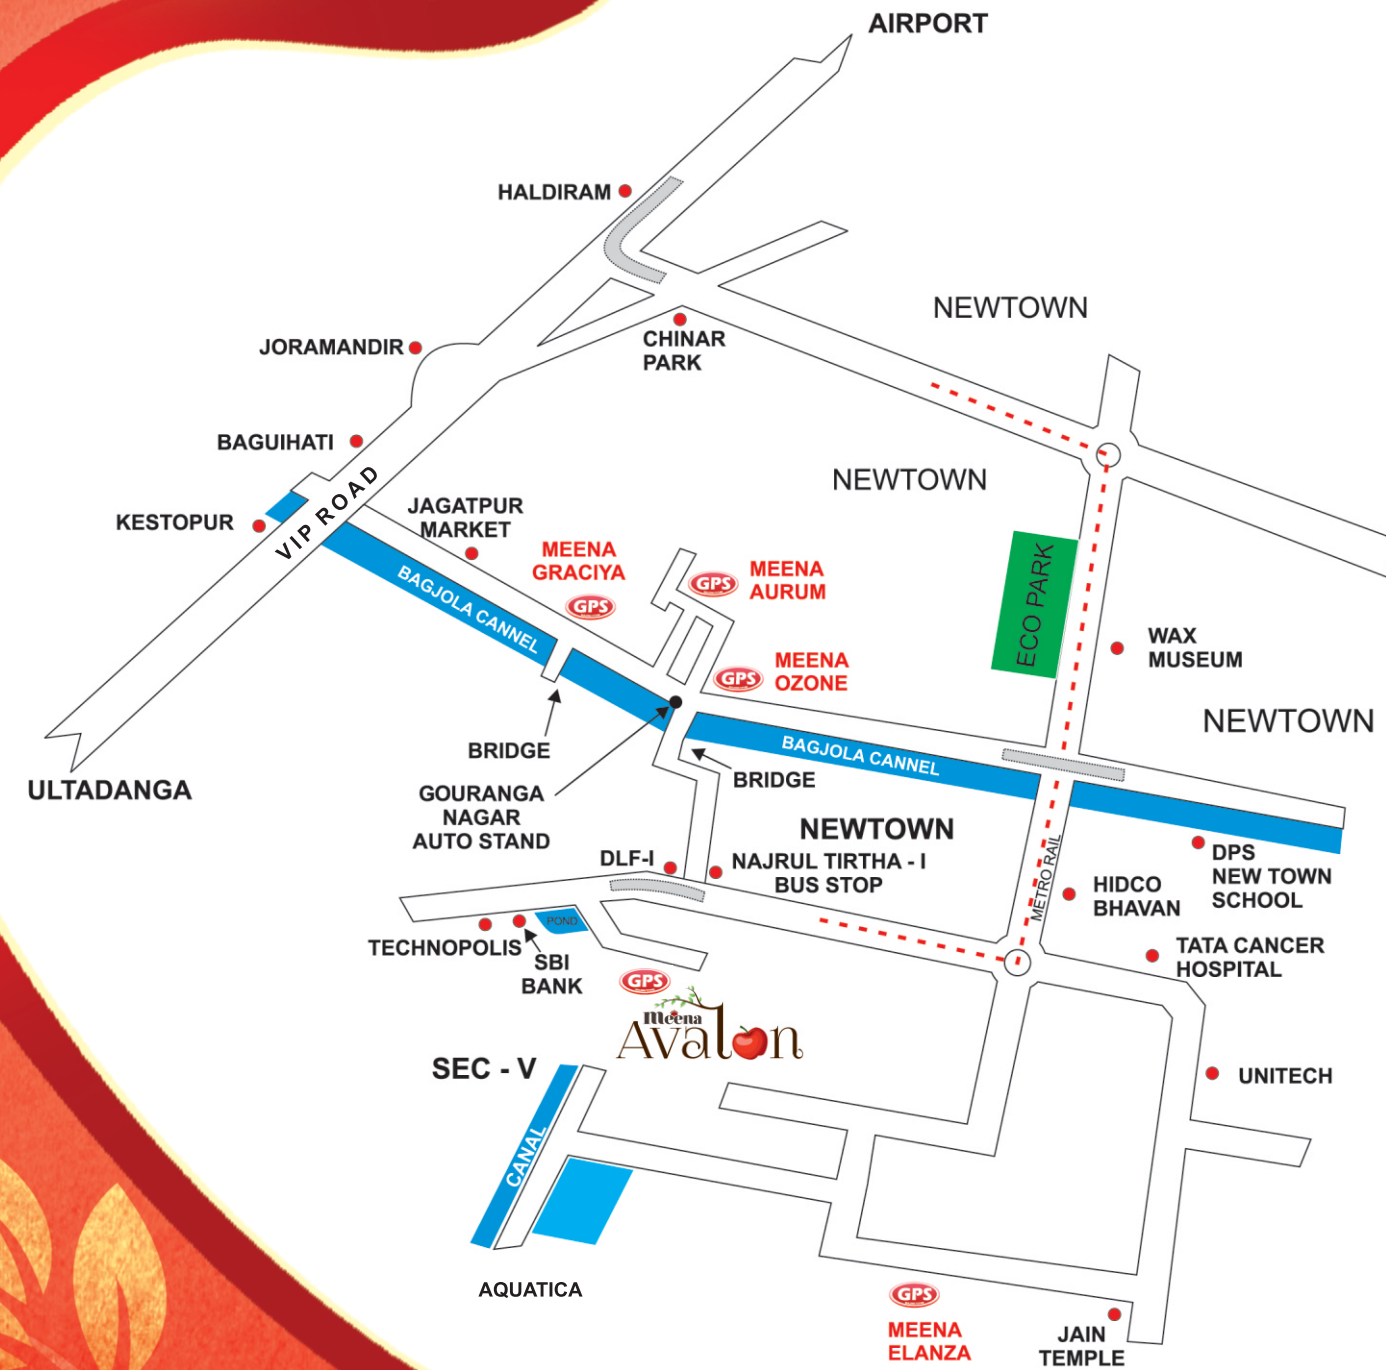 AIRPORT
HALDIRAM
NEWTOWN
CHINAR
PARK
JORAMANDIR
BAGUIHATI
VIP ROAD
KESTOPUR
NEWTOWN
JAGATPUR
MARKET
MEENA
GRACIYA
GPS
GPS
MEENA
AURUM
BAGJOLA CANNEL
ECO PARK
WAX
MUSEUM
GPS
MEENA
OZONE
NEWTOWN
BRIDGE
BAGJOLA CANNEL
BRIDGE
ULTADANGA
GOURANGA
NAGAR
AUTO STAND
NEWTOWN
DLF-I
NAJRUL TIRTHA - I
BUS STOP
METRO RAIL
DPS
NEW TOWN
SCHOOL
HIDCO
BHAVAN
TECHNOPOLIS
POND
SBI
BANK
TATA CANCER
HOSPITAL
GPS
meena
Avalon
SEC - V
UNITECH
CANAL
AQUATICA
GPS
MEENA
ELANZA
JAIN
TEMPLE